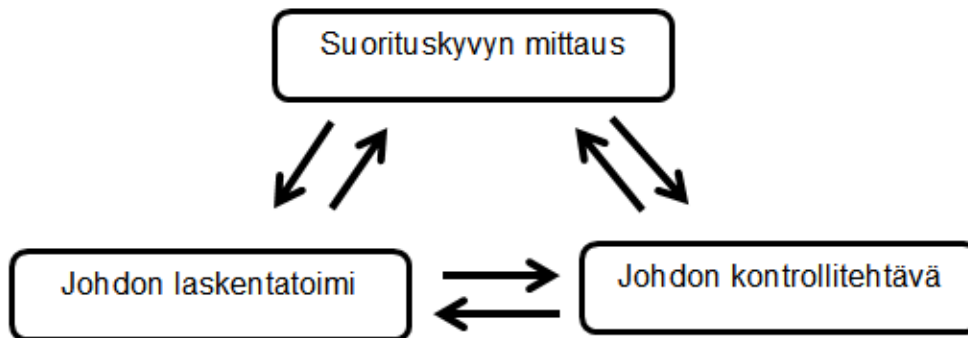 Suorituskyvyn mittaus
Johdon laskentatoimi
Johdon kontrollitehtävä